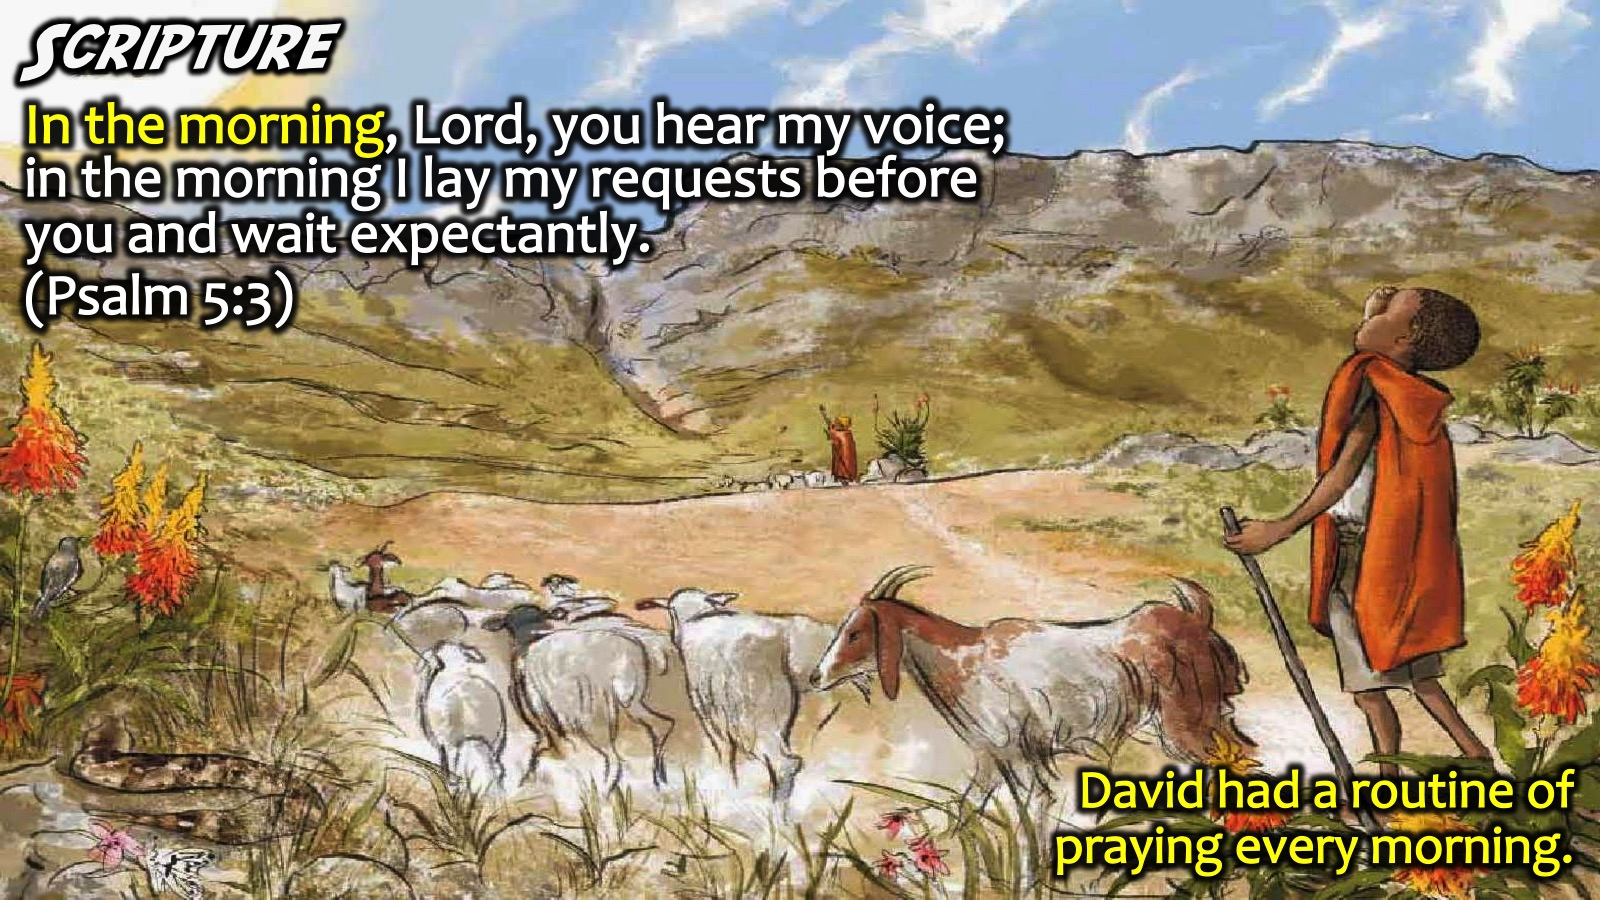 SCRIPTURE
In the morning, Lord, you hear my voice;
in the morning I lay my requests before
you and wait expectantly.
(Psalm 5:3)
David had a routine of
praying every morning.